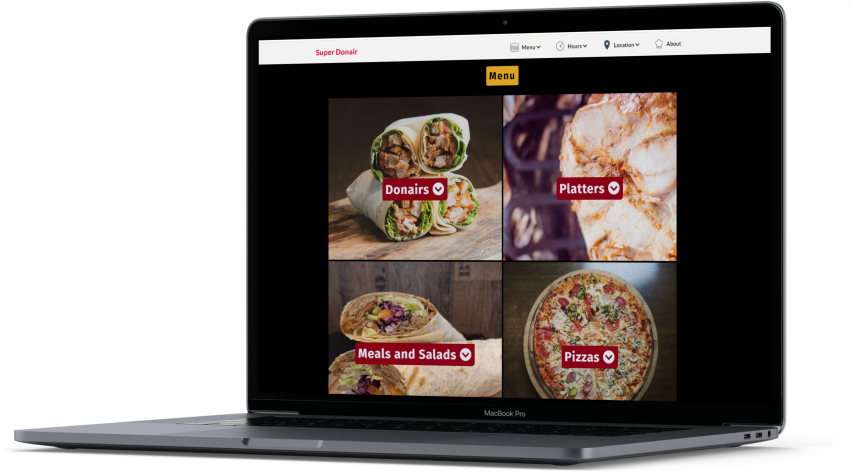 Super Donair
Menu Hours Location About
Menu
Donairs
Platters
Meals and Salads
Pizzas
MacBook Pro